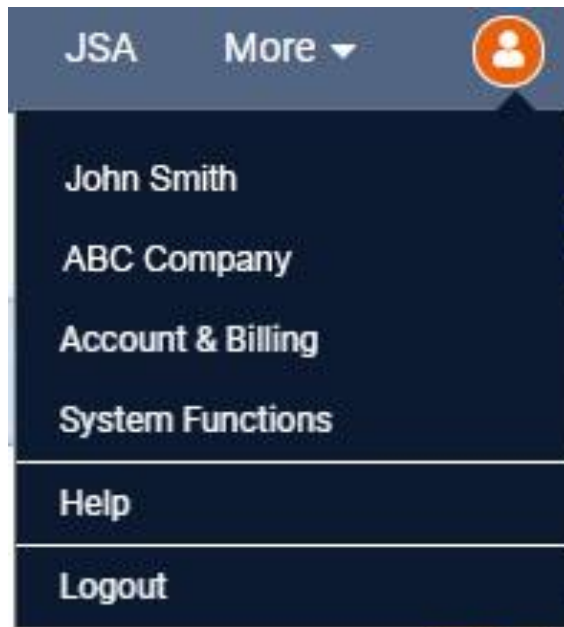 JSA More
John Smith
ABC Company
Account & Billing
System Functions
Help
Logout